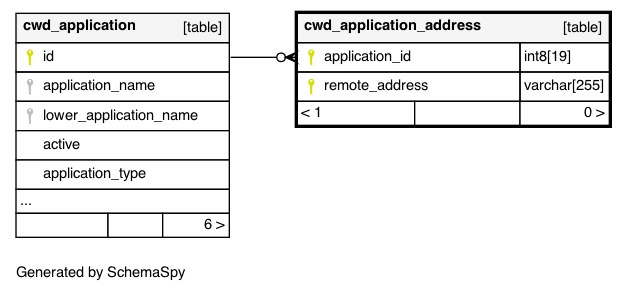 cwd_application [table]
id
application_name
lower_application_name
active
application_type
...
6 >
cwd_application_address [table]
application_id int8[19]
remote_address varchar[255]
< 1 0 >
Generated by SchemaSpy